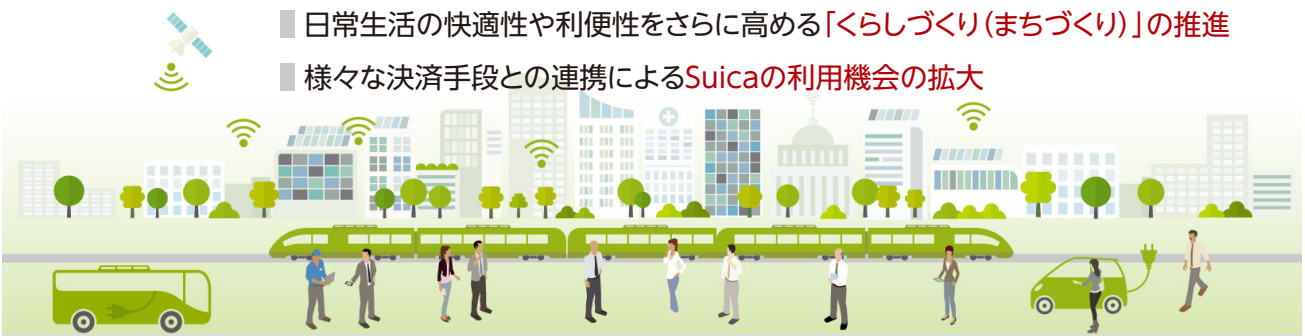 日常生活の快適性や利便性をさらに高める「くらしづくり(まちづくり)」の推進
様々な決済手段との連携によるSuicaの利用機会の拡大